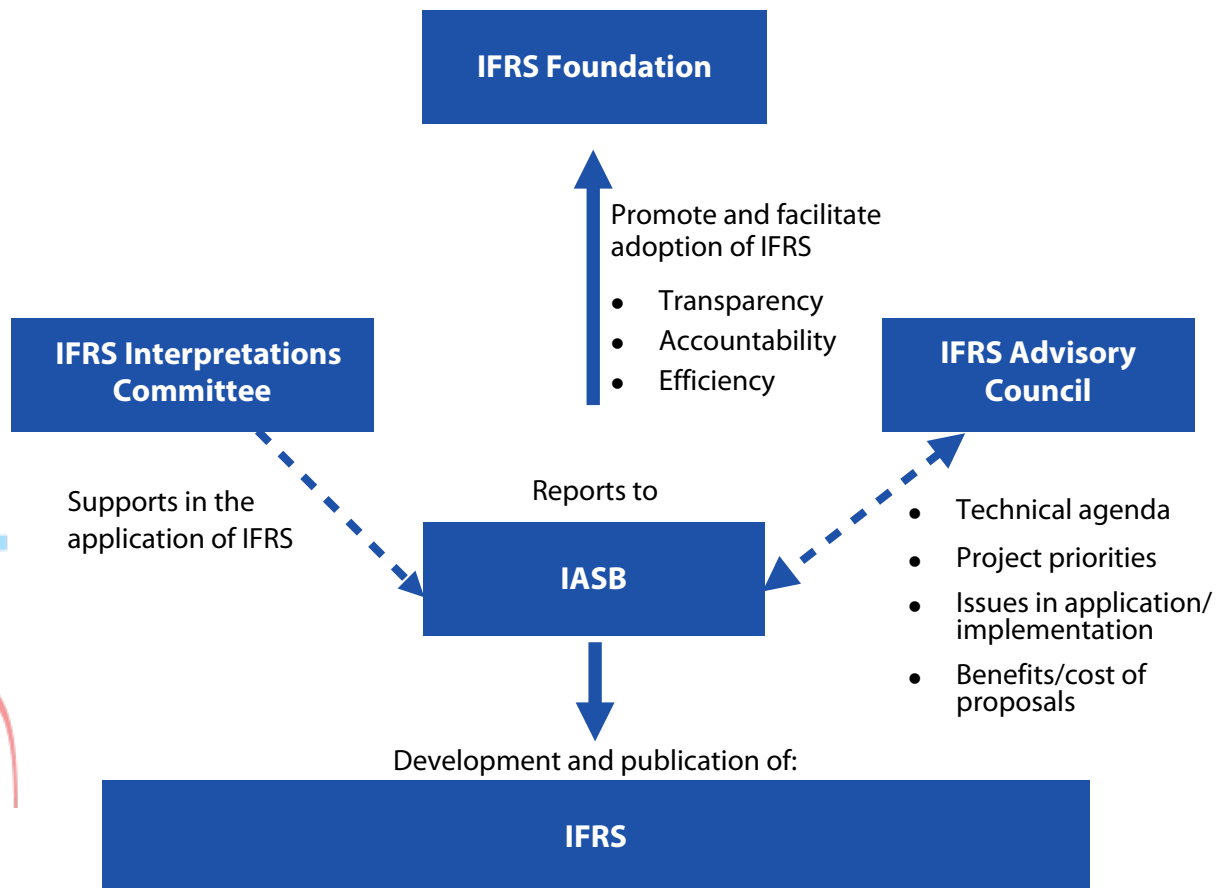 IFRS Foundation
Promote and facilitate
adoption of IFRS
● Transparency
● Accountability
● Efficiency
IFRS Interpretations
Committee
IFRS Advisory
Council
Supports in the
application of IFRS
Reports to
IASB
● Technical agenda
● Project priorities
● Issues in application/
implementation
● Benefits/cost of
proposals
Development and publication of:
IFRS